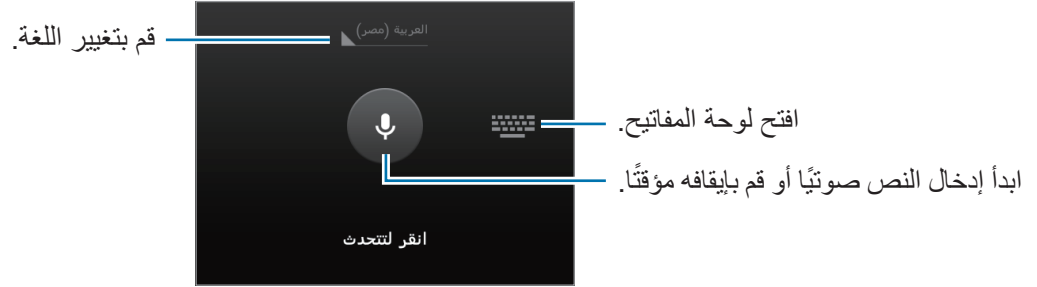 العربية (مصر)
قم بتغيير اللغة.
افتح لوحة المفاتيح.
ابدأ إدخال النص صوتيًا أو قم بإيقافه مؤقتًا.
انقر لتتحدث